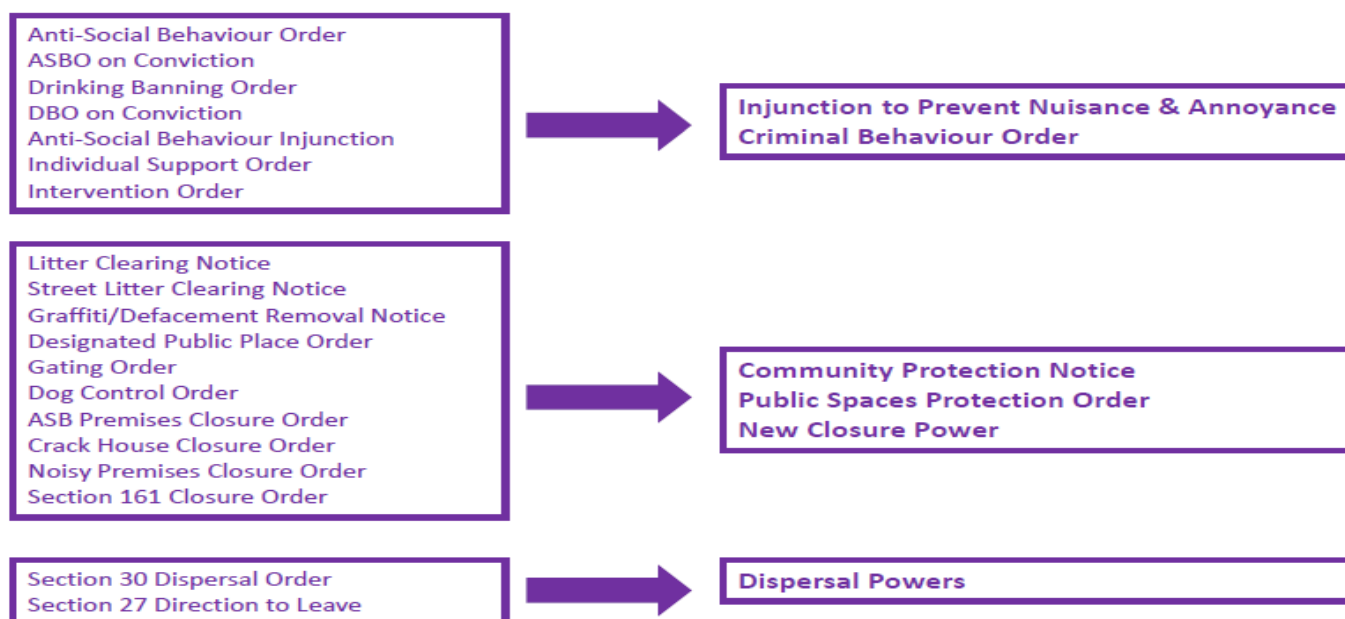 Anti-Social Behaviour Order
ASBO on Conviction
Drinking Banning Order
DBO on Conviction
Anti-Social Behaviour Injunction
Individual Support Order
Intervention Order
Injunction to Prevent Nuisance & Annoyance
Criminal Behaviour Order
Litter Clearing Notice
Street Litter Clearing Notice
Graffiti/Defacement Removal Notice
Designated Public Place Order
Gating Order
Dog Control Order
ASB Premises Closure Order
Crack House Closure Order
Noisy Premises Closure Order
Section 161 Closure Order
Community Protection Notice
Public Spaces Protection Order
New Closure Power
Section 30 Dispersal Order
Section 27 Direction to Leave
Dispersal Powers